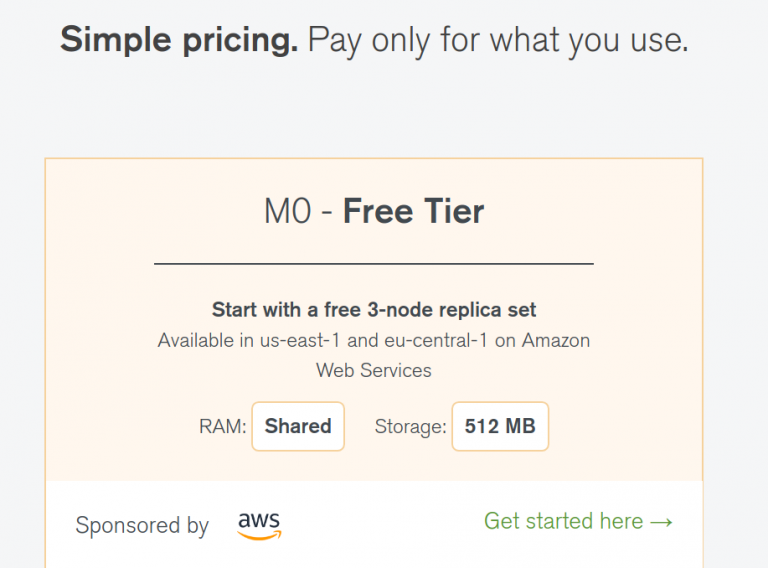 Simple pricing. Pay only for what you use.
M0 - Free Tier
Start with a free 3-node replica set
Available in us-east-1 and eu-central-1 on Amazon
Web Services
RAM: Shared Storage: 512 MB
Sponsored by aws Get started here →